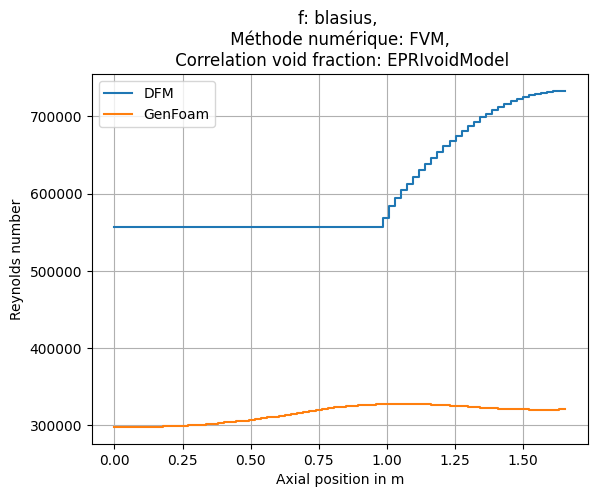 f: blasius,
Méthode numérique: FVM,
Correlation void fraction: EPRIvoidModel
DFM
GenFoam
Reynolds number
700000
600000
500000
400000
300000
0.00 0.25 0.50 0.75 1.00 1.25 1.50
Axial position in m